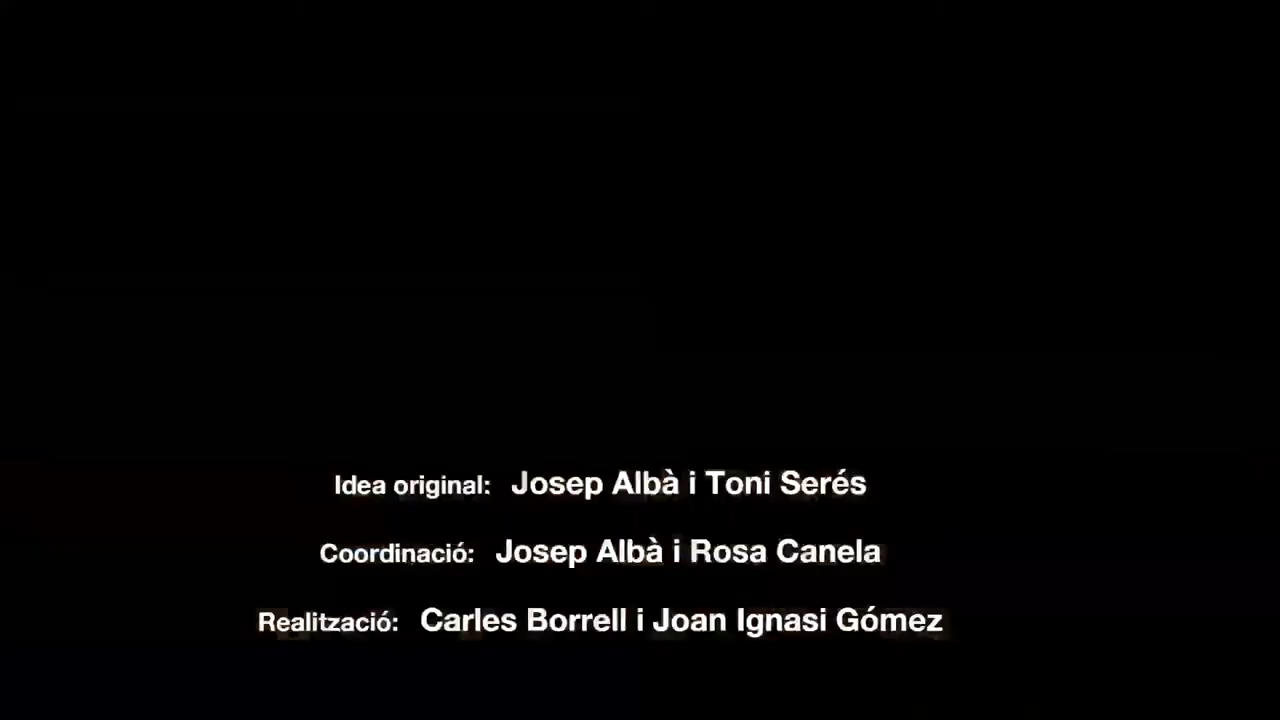 Idea original: Josep Albà i Toni Serés
Coordinació: Josep Albà i Rosa Canela
Realització: Carles Borrell i Joan Ignasi Gómez